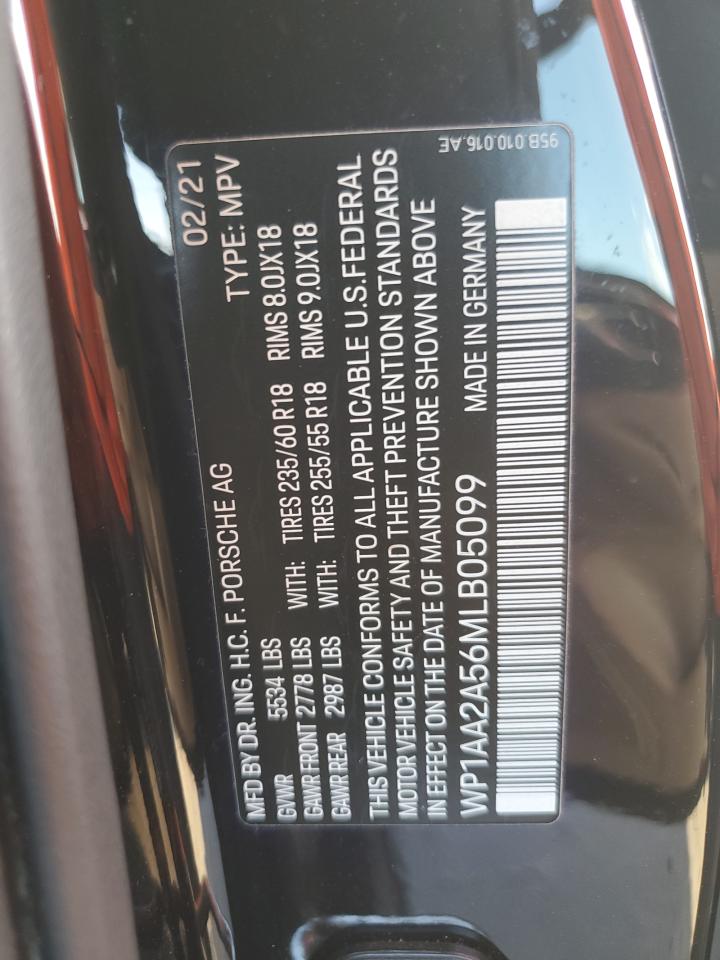 MFD BY DR. ING. H.C. F. PORSCHE AG 02/21
GVWR 5534 LBS TYPE: MPV
GAWR FRONT 2778 LBS WITH: TIRES 235/60 R18 RIMS 8.0JX18
GAWR REAR 2987 LBS WITH: TIRES 255/55 R18 RIMS 9.0JX18
THIS VEHICLE CONFORMS TO ALL APPLICABLE U.S.FEDERAL
MOTOR VEHICLE SAFETY AND THEFT PREVENTION STANDARDS
IN EFFECT ON THE DATE OF MANUFACTURE SHOWN ABOVE
WP1AA2A56MLB05099 MADE IN GERMANY
95B.010.016.AE